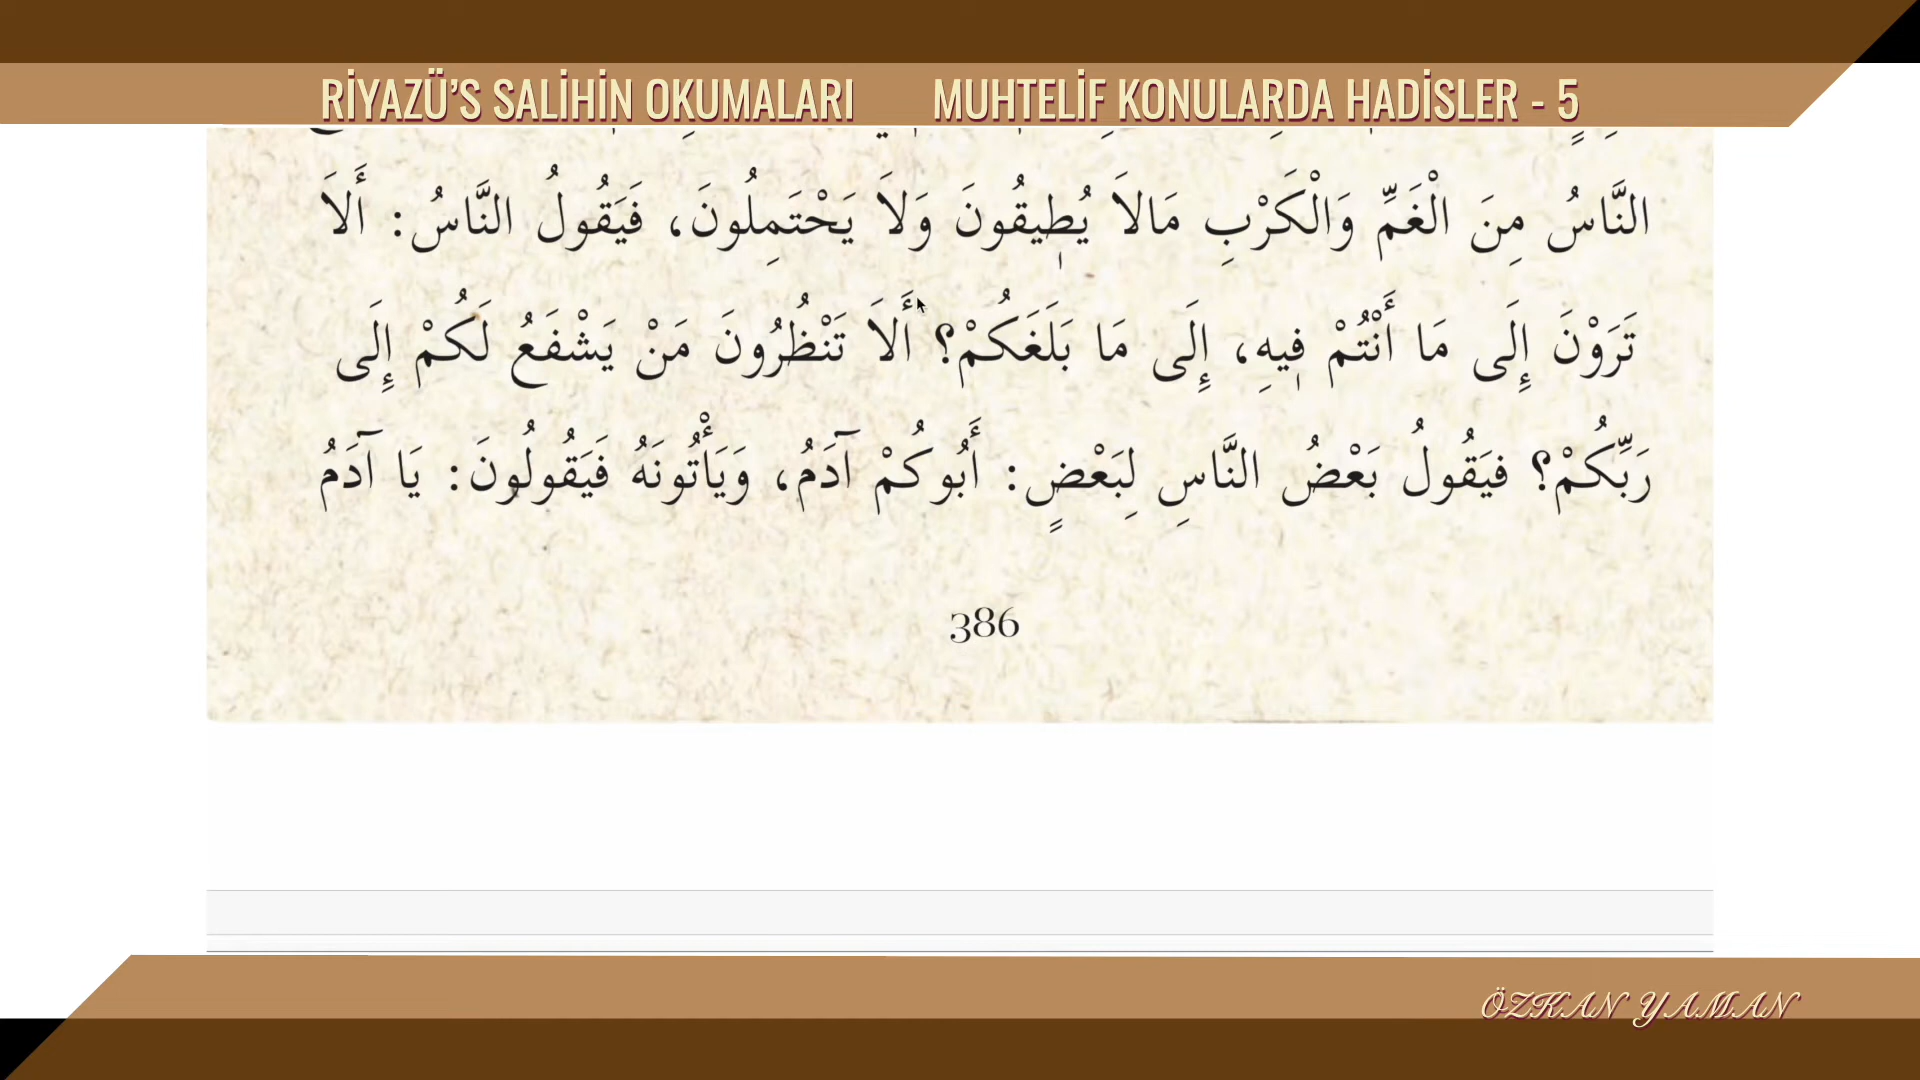 RİYAZÜ’S SALİHİN OKUMALARI MUHTELİF KONULARDA HADİSLER - 5
النَّاسُ مِنَ الْغَمِّ وَالْكَرْبِ مَالاَ يُطِيقُونَ وَلاَ يَحْتَمِلُونَ، فَيَقُولُ النَّاسُ: أَلاَ
تَرَوْنَ إِلَى مَا أَنْتُمْ فِيهِ، إِلَى مَا بَلَغَكُمْ؟ أَلاَ تَنْظُرُونَ مَنْ يَشْفَعُ لَكُمْ إِلَى
رَبِّكُمْ؟ فيَقُولُ بَعْضُ النَّاسِ لِبَعْضٍ: أَبُوكُمْ آدَمُ، وَيَأْتُونَهُ فَيَقُولُونَ: يَا آدَمُ
386
ÖZKAN YAMAN